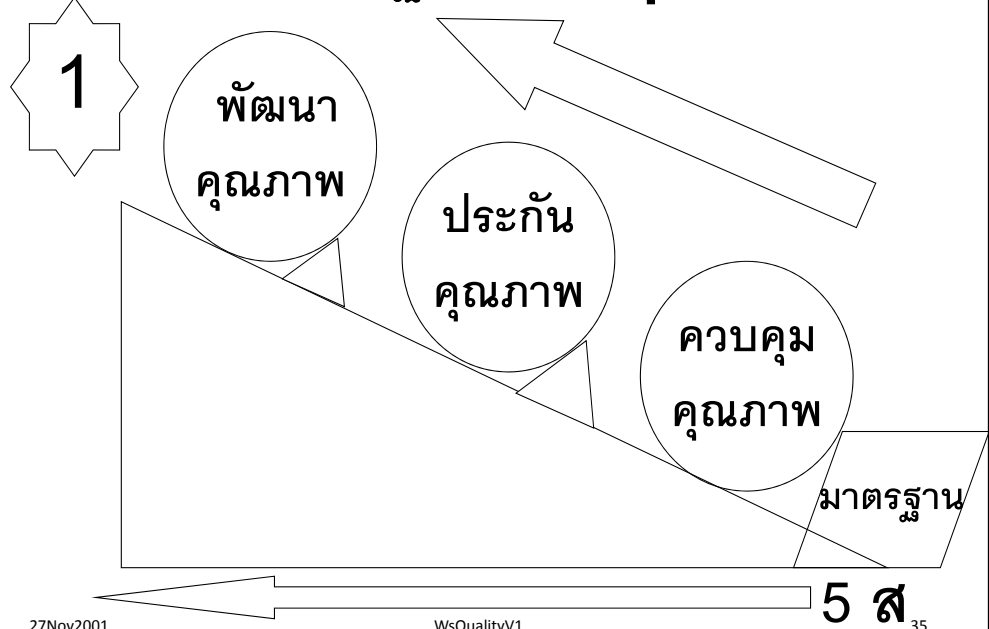 1
พัฒนา
คุณภาพ
ประกัน
คุณภาพ
ควบคุม
คุณภาพ
มาตรฐาน
5 ส
27Nov2001
WsQualityV1
35